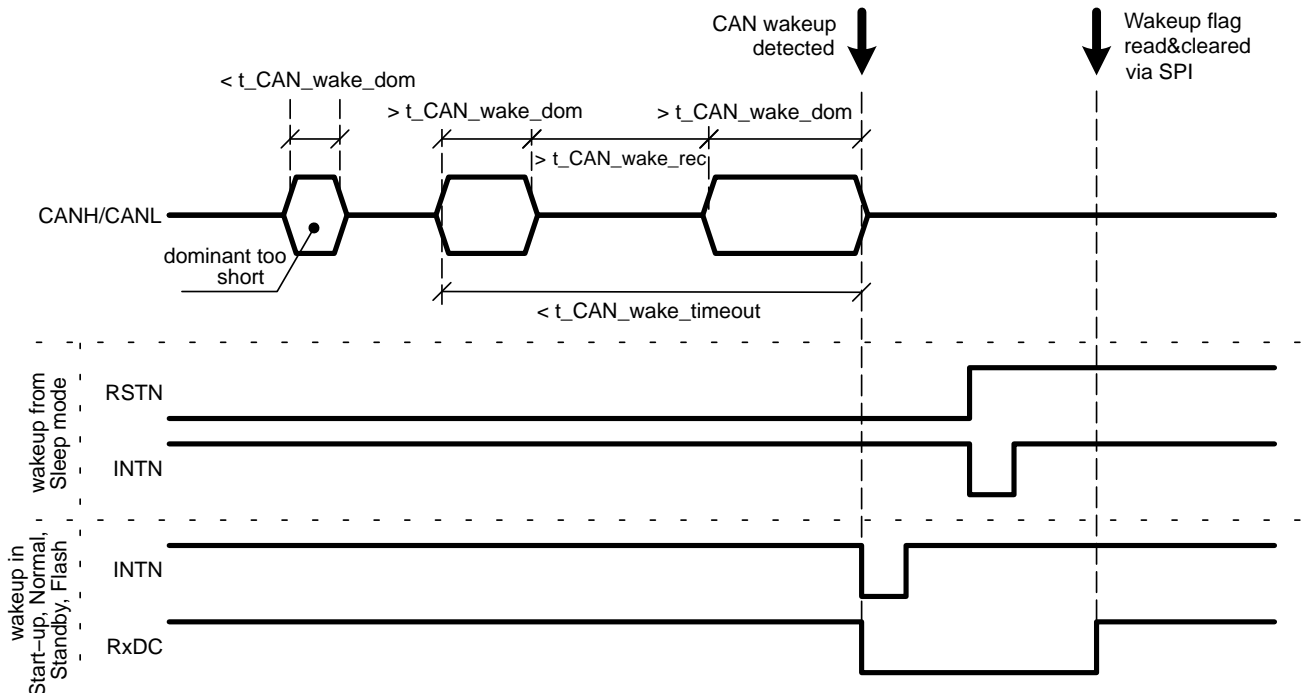 CAN wakeup
detected
Wakeup flag
read&cleared
via SPI
< t_CAN_wake_dom
> t_CAN_wake_dom
> t_CAN_wake_dom
> t_CAN_wake_rec
CANH/CANL
dominant too
short
< t_CAN_wake_timeout
wakeup from
Sleep mode
RSTN
INTN
wakeup in
Start–up, Normal,
Standby, Flash
INTN
RxDC